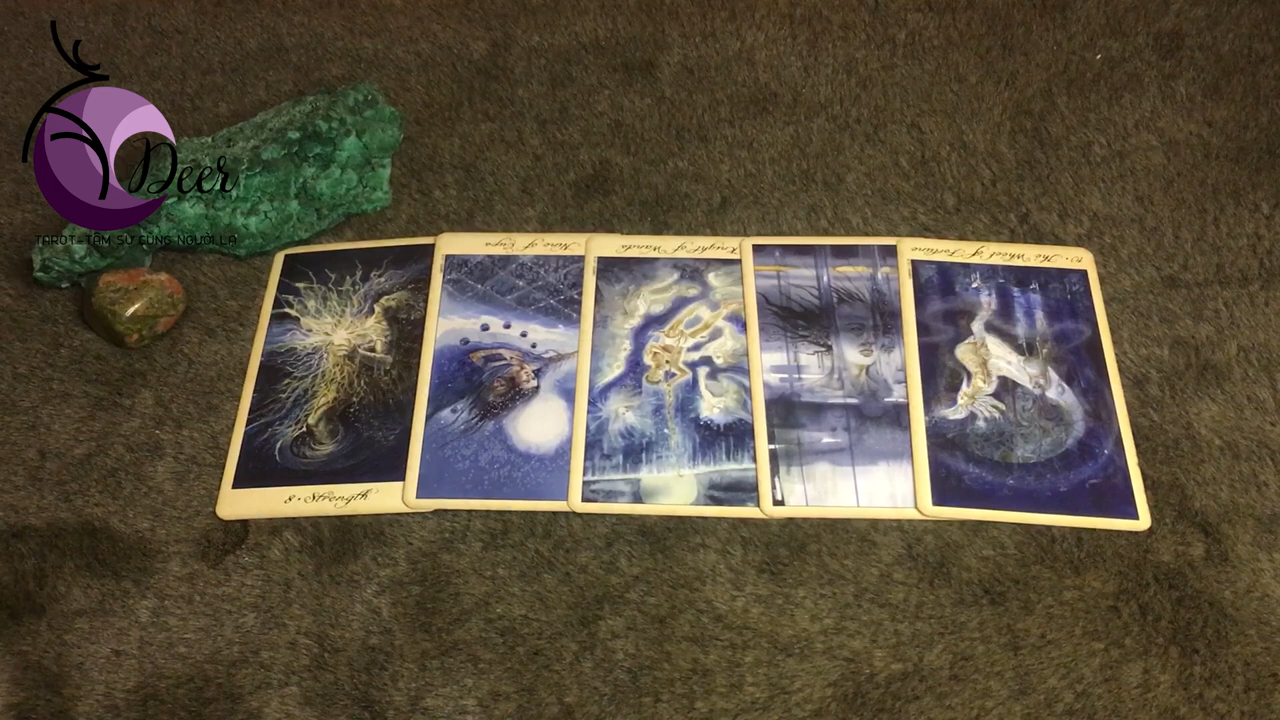 Deer
TAROT-TÂM SỰ CÙNG NGƯỜI LẠ
8 • Strength
Nine of Cups
Knight of Wands
10 • The Wheel of Fortune